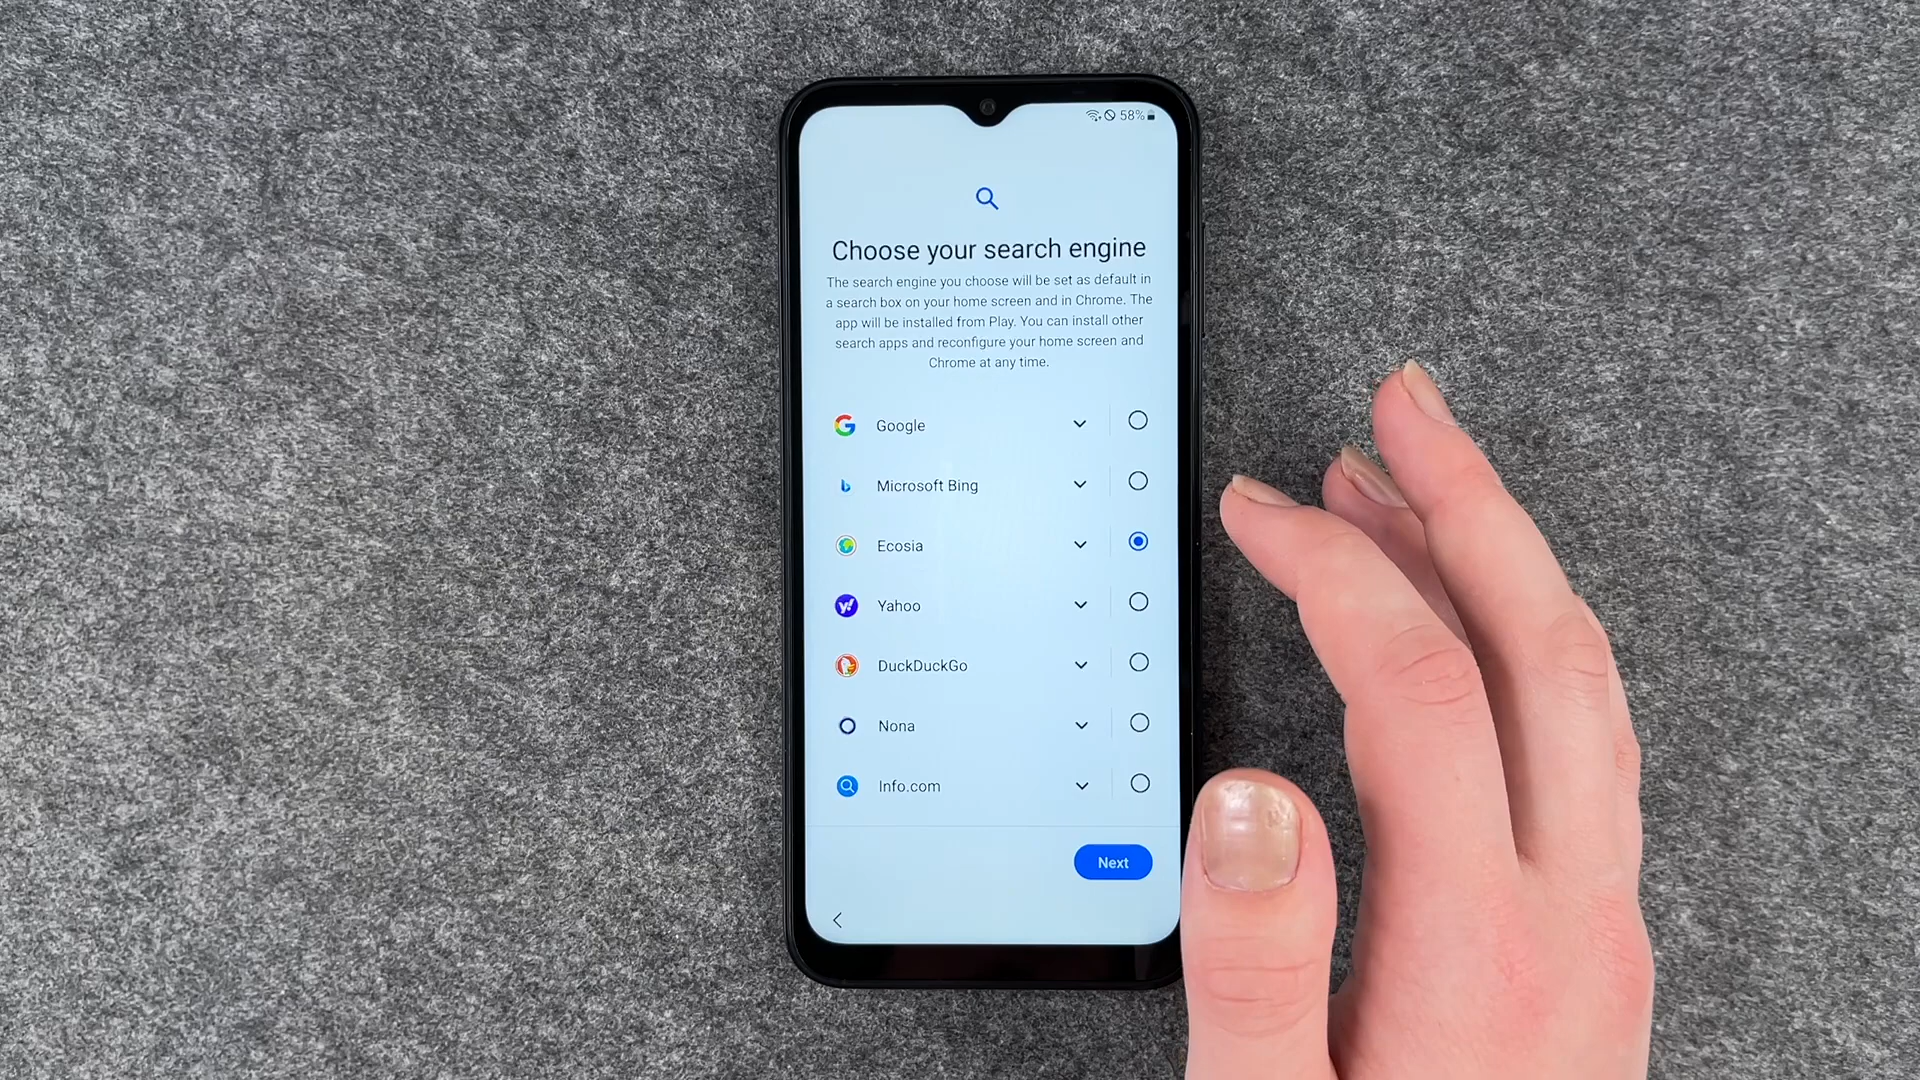 58%
Choose your search engine
The search engine you choose will be set as default in
a search box on your home screen and in Chrome. The
app will be installed from Play. You can install other
search apps and reconfigure your home screen and
Chrome at any time.
Google
Microsoft Bing
Ecosia
Yahoo
DuckDuckGo
Nona
Info.com
Next